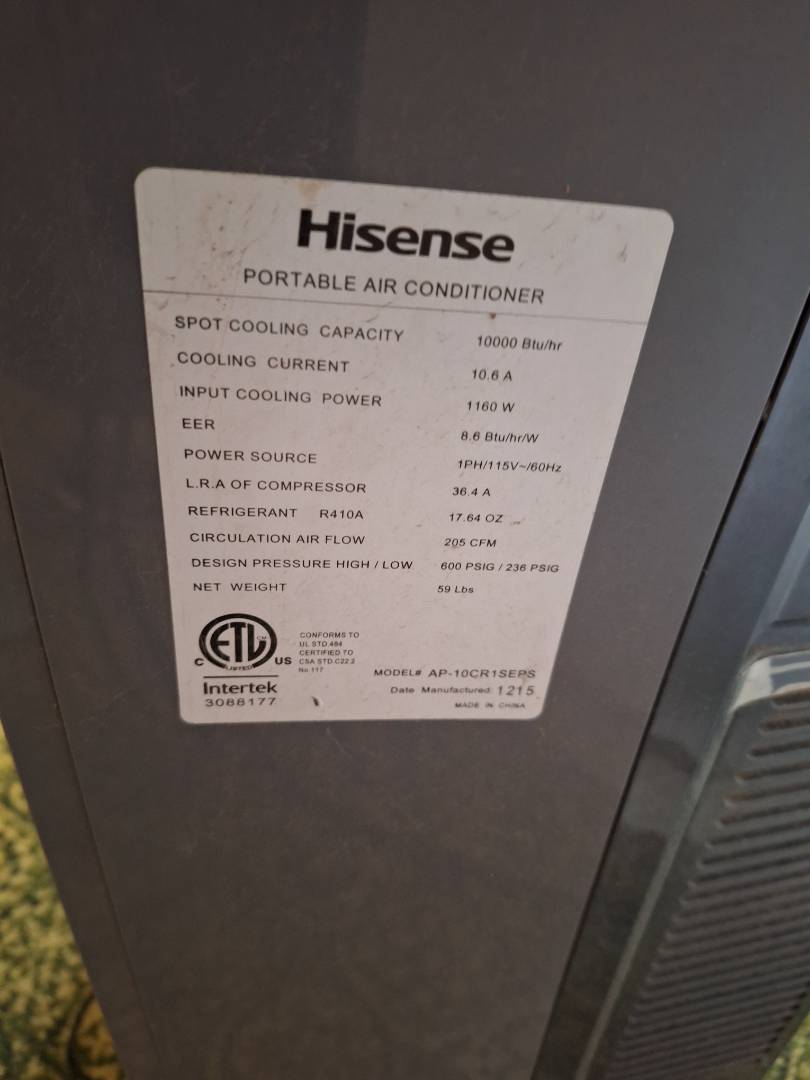 Hisense
PORTABLE AIR CONDITIONER
SPOT COOLING CAPACITY 10000 Btu/hr
COOLING CURRENT 10.6 A
INPUT COOLING POWER 1160 W
EER 8.6 Btu/hr/W
POWER SOURCE 1PH/115V~/60Hz
L.R.A OF COMPRESSOR 36.4 A
REFRIGERANT R410A 17.64 OZ
CIRCULATION AIR FLOW 205 CFM
DESIGN PRESSURE HIGH / LOW 600 PSIG / 236 PSIG
NET WEIGHT 59 Lbs
ETL CM
C LISTED US
Intertek
3088177
CONFORMS TO
UL STD.484
CERTIFIED TO
CSA STD.C22.2
No.117
MODEL# AP-10CR1SEPS
Date Manufactured: 1215
MADE IN CHINA